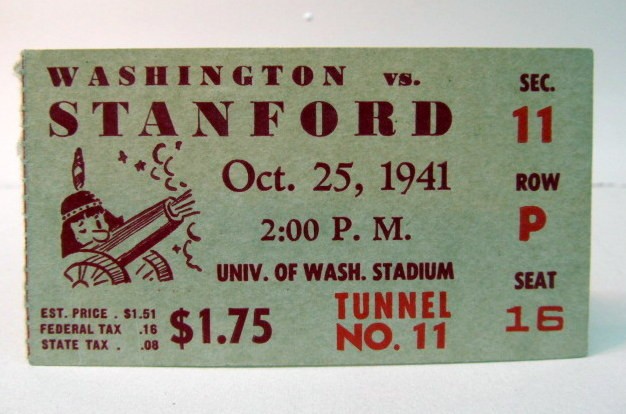 WASHINGTON vs.
STANFORD
Oct. 25, 1941
2:00 P. M.
UNIV. OF WASH. STADIUM
EST. PRICE . $1.51
FEDERAL TAX .16
STATE TAX . .08
$1.75
TUNNEL
NO. 11
SEC.
11
ROW
P
SEAT
16